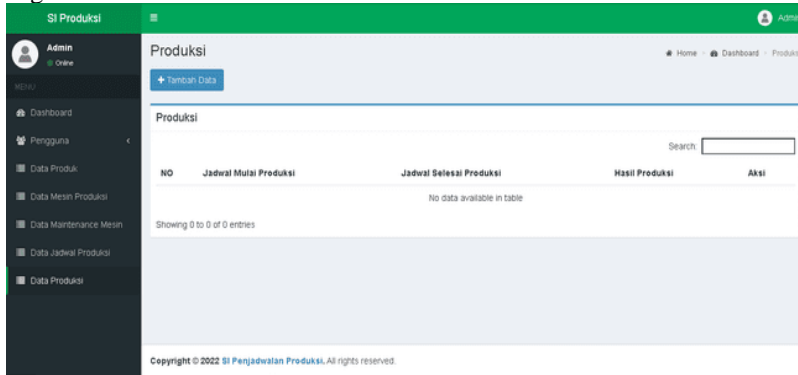 SI Produksi
Admin
Admin
Online
MENU
Dashboard
Pengguna
Data Produk
Data Mesin Produksi
Data Maintenance Mesin
Data Jadwal Produksi
Data Produksi
Produksi
Home > Dashboard > Produksi
+ Tambah Data
Produksi
Search:
NO Jadwal Mulai Produksi Jadwal Selesai Produksi Hasil Produksi Aksi
No data available in table
Showing 0 to 0 of 0 entries
Copyright © 2022 SI Penjadwalan Produksi. All rights reserved.